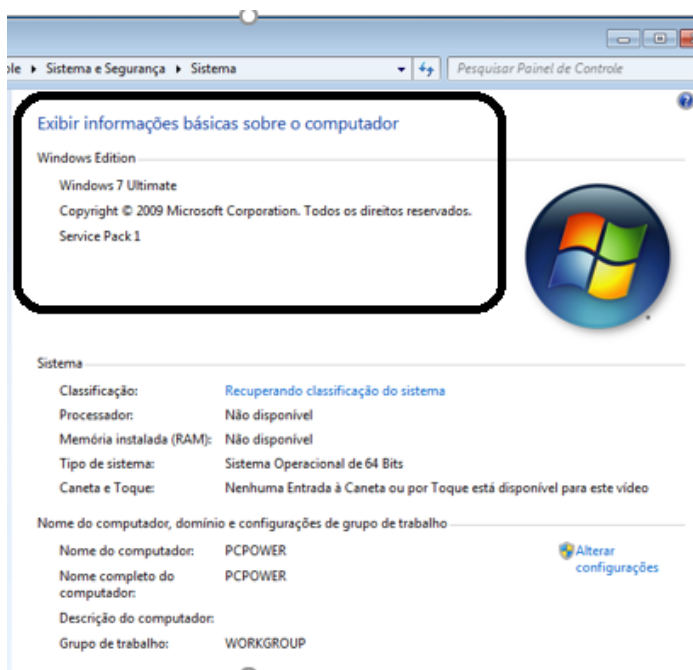 ole ▸ Sistema e Segurança ▸ Sistema
Pesquisar Painel de Controle
Exibir informações básicas sobre o computador
Windows Edition
Windows 7 Ultimate
Copyright © 2009 Microsoft Corporation. Todos os direitos reservados.
Service Pack 1
Sistema
Classificação: Recuperando classificação do sistema
Processador: Não disponível
Memória instalada (RAM): Não disponível
Tipo de sistema: Sistema Operacional de 64 Bits
Caneta e Toque: Nenhuma Entrada à Caneta ou por Toque está disponível para este vídeo
Nome do computador, domínio e configurações de grupo de trabalho
Nome do computador: PCPOWER
Alterar configurações
Nome completo do computador: PCPOWER
Descrição do computador:
Grupo de trabalho: WORKGROUP